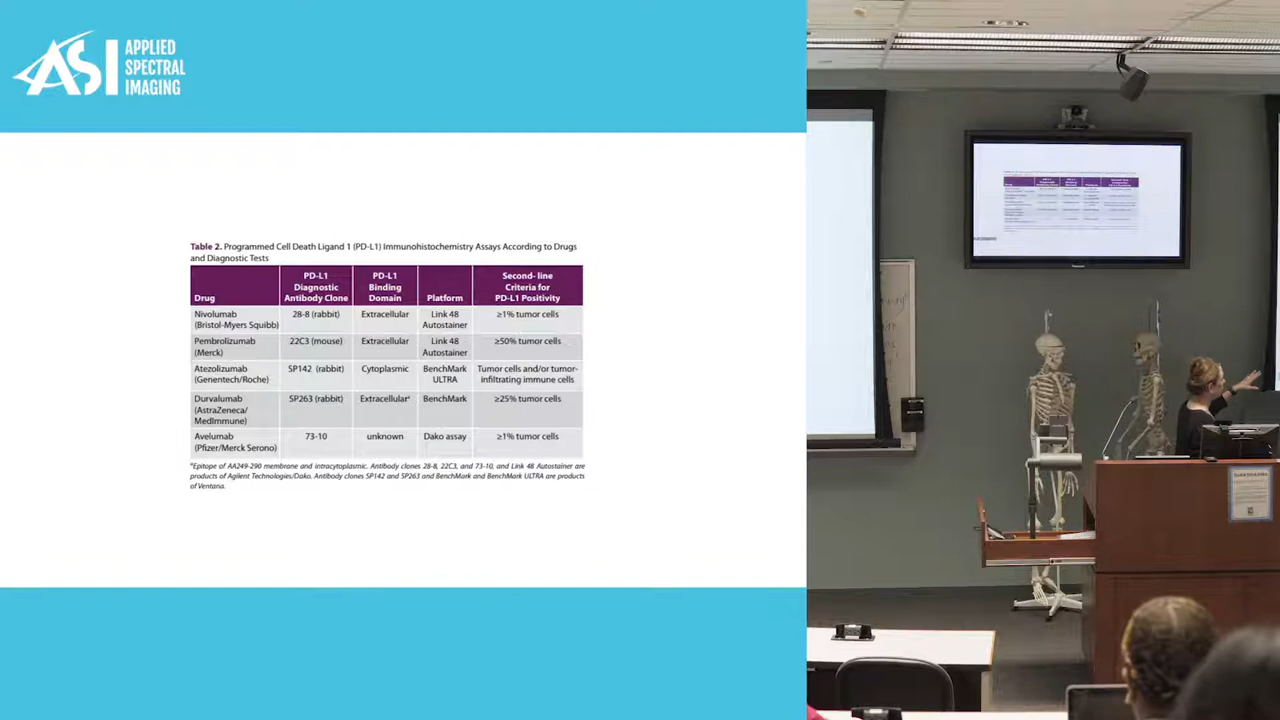 ASI APPLIED
SPECTRAL
IMAGING
Table 2. Programmed Cell Death Ligand 1 (PD-L1) Immunohistochemistry Assays According to Drugs
and Diagnostic Tests
Drug PD-L1 Diagnostic Antibody Clone PD-L1 Binding Domain Platform Second- line Criteria for PD-L1 Positivity
Nivolumab (Bristol-Myers Squibb) 28-8 (rabbit) Extracellular Link 48 Autostainer ≥1% tumor cells
Pembrolizumab (Merck) 22C3 (mouse) Extracellular Link 48 Autostainer ≥50% tumor cells
Atezolizumab (Genentech/Roche) SP142 (rabbit) Cytoplasmic BenchMark ULTRA Tumor cells and/or tumor-infiltrating immune cells
Durvalumab (AstraZeneca/MedImmune) SP263 (rabbit) Extracellularᵃ BenchMark ≥25% tumor cells
Avelumab (Pfizer/Merck Serono) 73-10 unknown Dako assay ≥1% tumor cells
ᵃEpitope of AA249-290 membrane and intracytoplasmic. Antibody clones 28-8, 22C3, and 73-10, and Link 48 Autostainer are
products of Agilent Technologies/Dako. Antibody clones SP142 and SP263 and BenchMark and BenchMark ULTRA are products
of Ventana.